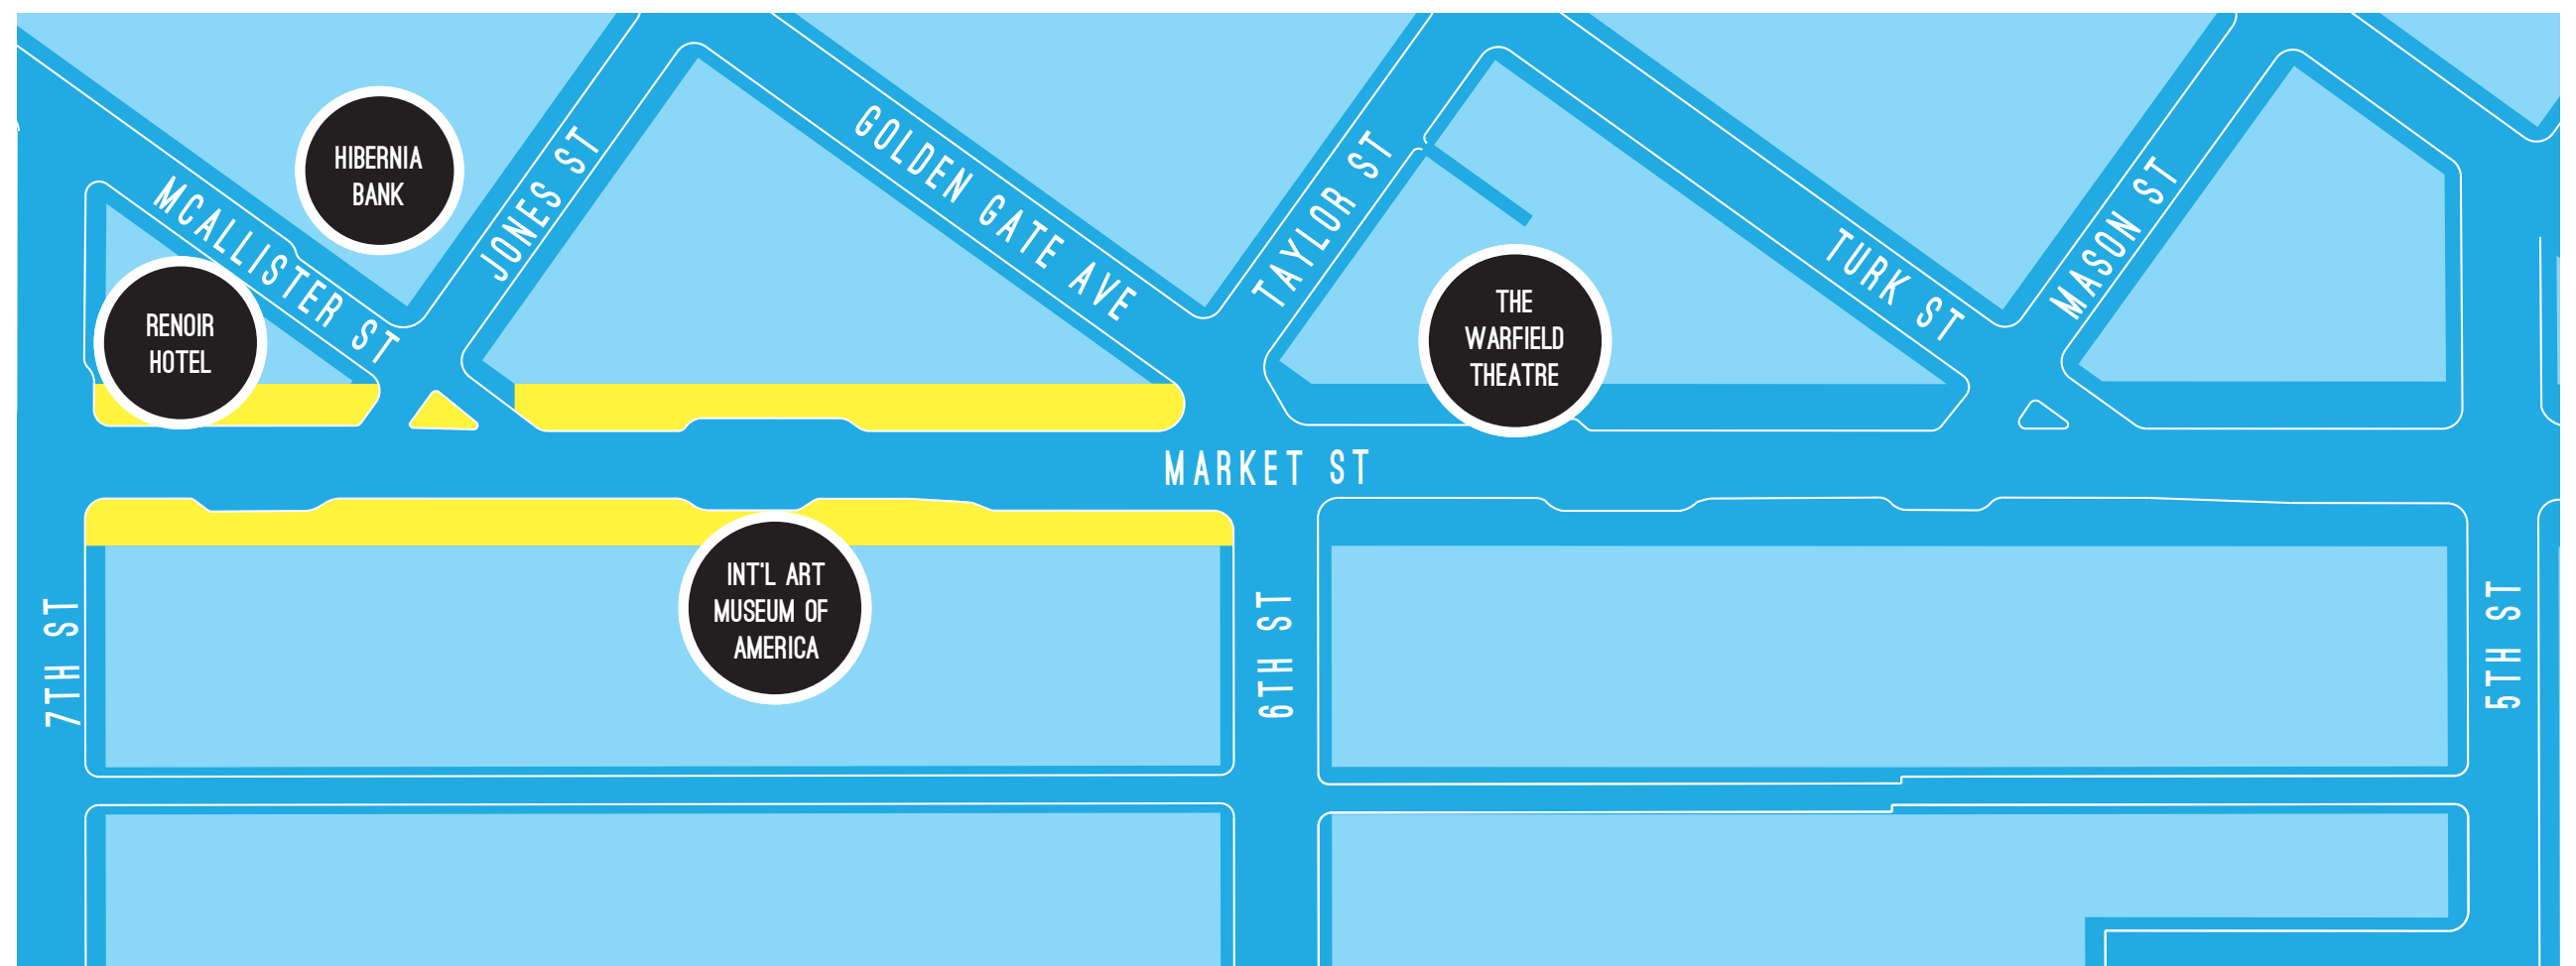 HIBERNIA
BANK
MCALLISTER ST
JONES ST
GOLDEN GATE AVE
TAYLOR ST
TURK ST
MASON ST
RENOIR
HOTEL
THE
WARFIELD
THEATRE
MARKET ST
INT'L ART
MUSEUM OF
AMERICA
7TH ST
6TH ST
5TH ST